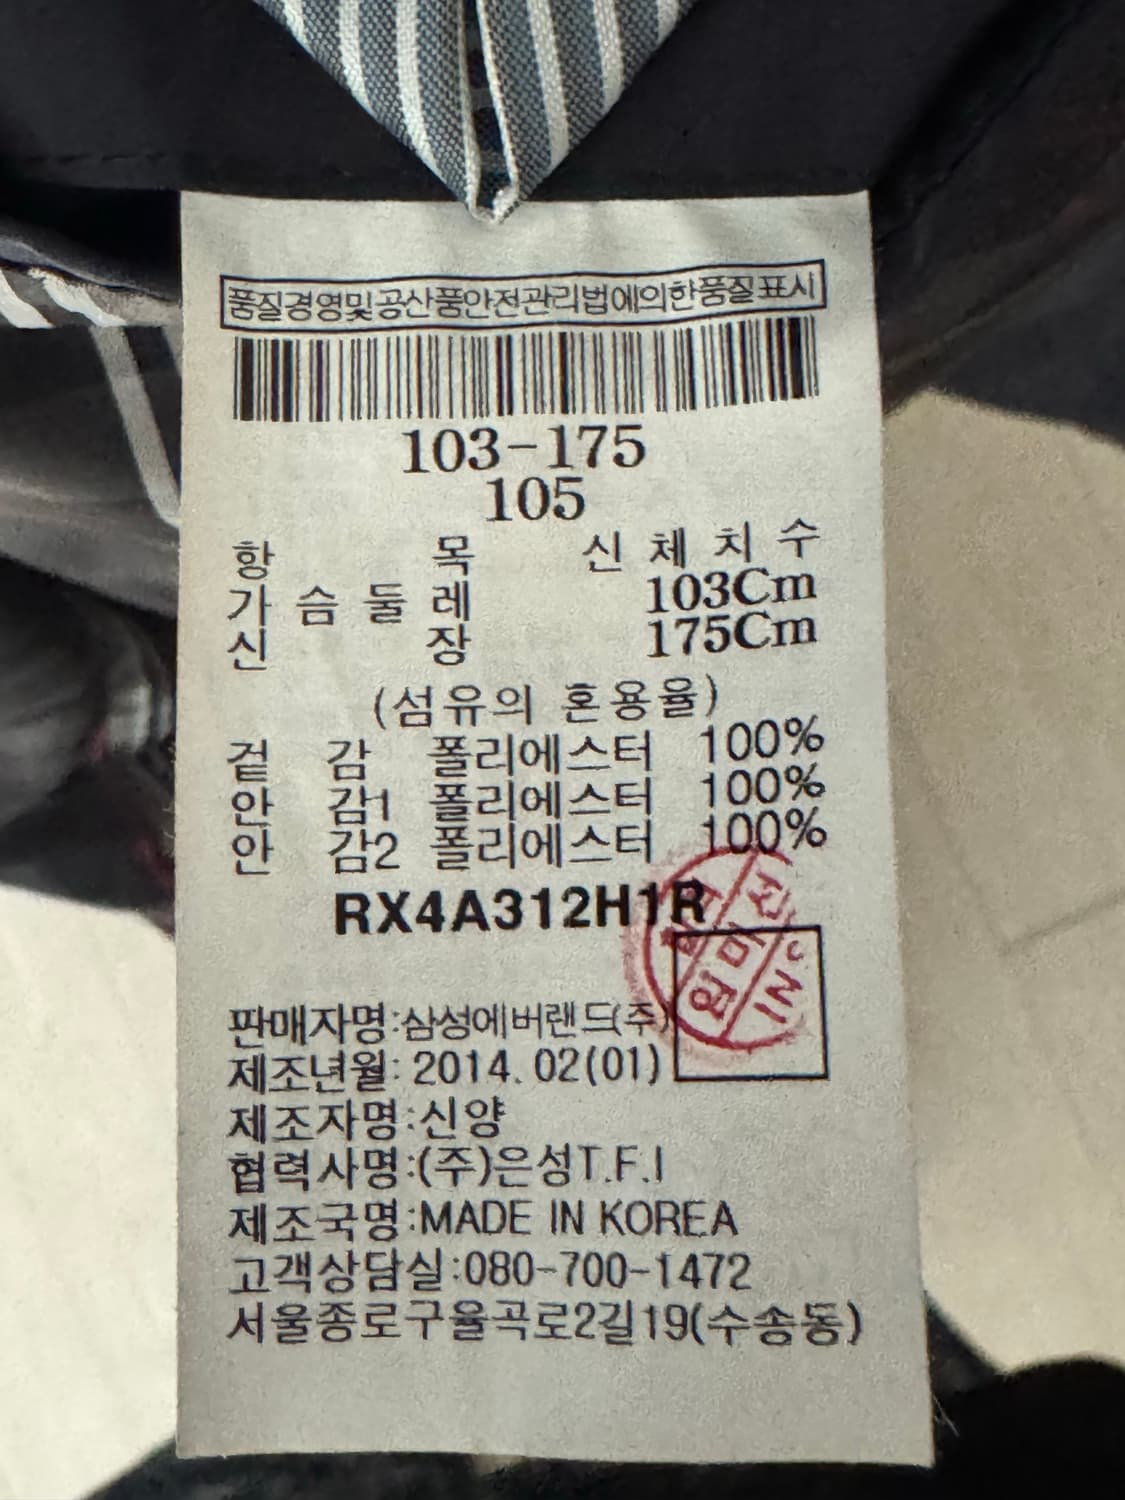 품질경영및공산품안전관리법에의한품질표시
103-175
105
항 목 신 체 치 수
가 슴 둘 레 103Cm
신 장 175Cm
(섬유의 혼용율)
겉 감 폴리에스터 100%
안 감1 폴리에스터 100%
안 감2 폴리에스터 100%
RX4A312H1R
엄미선
판매자명:삼성에버랜드(주)
제조년월: 2014. 02(01)
제조자명:신양
협력사명:(주)은성T.F.I
제조국명:MADE IN KOREA
고객상담실:080-700-1472
서울종로구율곡로2길19(수송동)